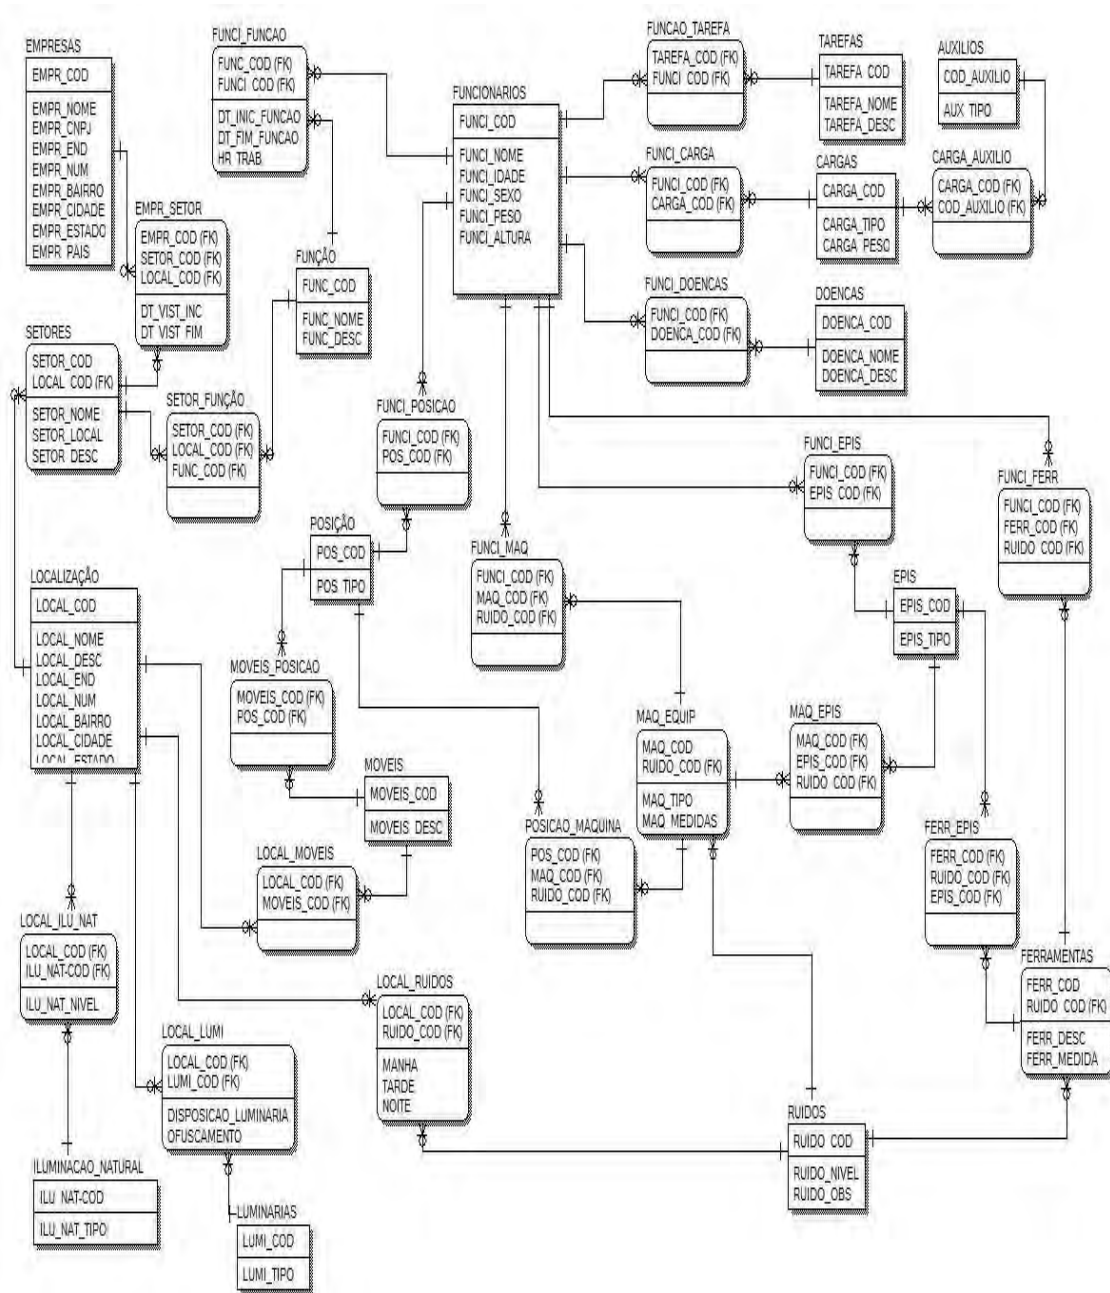 EMPRESAS
EMPR_COD
EMPR_NOME
EMPR_CNPJ
EMPR_END
EMPR_NUM
EMPR_BAIRRO
EMPR_CIDADE
EMPR_ESTADO
EMPR_PAIS
FUNCI_FUNCAO
FUNC_COD (FK)
FUNCI_COD (FK)
DT_INIC_FUNCAO
DT_FIM_FUNCAO
HR_TRAB
FUNCIONARIOS
FUNCI_COD
FUNCI_NOME
FUNCI_IDADE
FUNCI_SEXO
FUNCI_PESO
FUNCI_ALTURA
FUNCAO_TAREFA
TAREFA_COD (FK)
FUNCI_COD (FK)
TAREFAS
TAREFA_COD
TAREFA_NOME
TAREFA_DESC
AUXILIOS
COD_AUXILIO
AUX_TIPO
FUNCI_CARGA
FUNCI_COD (FK)
CARGA_COD (FK)
CARGAS
CARGA_COD
CARGA_TIPO
CARGA_PESO
CARGA_AUXILIO
CARGA_COD (FK)
COD_AUXILIO (FK)
EMPR_SETOR
EMPR_COD (FK)
SETOR_COD (FK)
LOCAL_COD (FK)
DT_VIST_INC
DT_VIST_FIM
FUNÇÃO
FUNC_COD
FUNC_NOME
FUNC_DESC
FUNCI_DOENCAS
FUNCI_COD (FK)
DOENCA_COD (FK)
DOENCAS
DOENCA_COD
DOENCA_NOME
DOENCA_DESC
SETORES
SETOR_COD
LOCAL_COD (FK)
SETOR_NOME
SETOR_LOCAL
SETOR_DESC
SETOR_FUNÇÃO
SETOR_COD (FK)
LOCAL_COD (FK)
FUNC_COD (FK)
FUNCI_POSICAO
FUNCI_COD (FK)
POS_COD (FK)
FUNCI_EPIS
FUNCI_COD (FK)
EPIS_COD (FK)
FUNCI_FERR
FUNCI_COD (FK)
FERR_COD (FK)
RUIDO_COD (FK)
POSIÇÃO
POS_COD
POS_TIPO
FUNCI_MAQ
FUNCI_COD (FK)
MAQ_COD (FK)
RUIDO_COD (FK)
EPIS
EPIS_COD
EPIS_TIPO
LOCALIZAÇÃO
LOCAL_COD
LOCAL_NOME
LOCAL_DESC
LOCAL_END
LOCAL_NUM
LOCAL_BAIRRO
LOCAL_CIDADE
LOCAL_ESTADO
MOVEIS_POSICAO
MOVEIS_COD (FK)
POS_COD (FK)
MAQ_EQUIP
MAQ_COD
RUIDO_COD (FK)
MAQ_TIPO
MAQ_MEDIDAS
MAQ_EPIS
MAQ_COD (FK)
EPIS_COD (FK)
RUIDO_COD (FK)
MOVEIS
MOVEIS_COD
MOVEIS_DESC
POSICAO_MAQUINA
POS_COD (FK)
MAQ_COD (FK)
RUIDO_COD (FK)
FERR_EPIS
FERR_COD (FK)
RUIDO_COD (FK)
EPIS_COD (FK)
LOCAL_MOVEIS
LOCAL_COD (FK)
MOVEIS_COD (FK)
LOCAL_ILU_NAT
LOCAL_COD (FK)
ILU_NAT-COD (FK)
ILU_NAT_NIVEL
LOCAL_RUIDOS
LOCAL_COD (FK)
RUIDO_COD (FK)
MANHA
TARDE
NOITE
FERRAMENTAS
FERR_COD
RUIDO_COD (FK)
FERR_DESC
FERR_MEDIDA
LOCAL_LUMI
LOCAL_COD (FK)
LUMI_COD (FK)
DISPOSICAO_LUMINARIA
OFUSCAMENTO
RUIDOS
RUIDO_COD
RUIDO_NIVEL
RUIDO_OBS
ILUMINACAO_NATURAL
ILU_NAT-COD
ILU_NAT_TIPO
LUMINARIAS
LUMI_COD
LUMI_TIPO